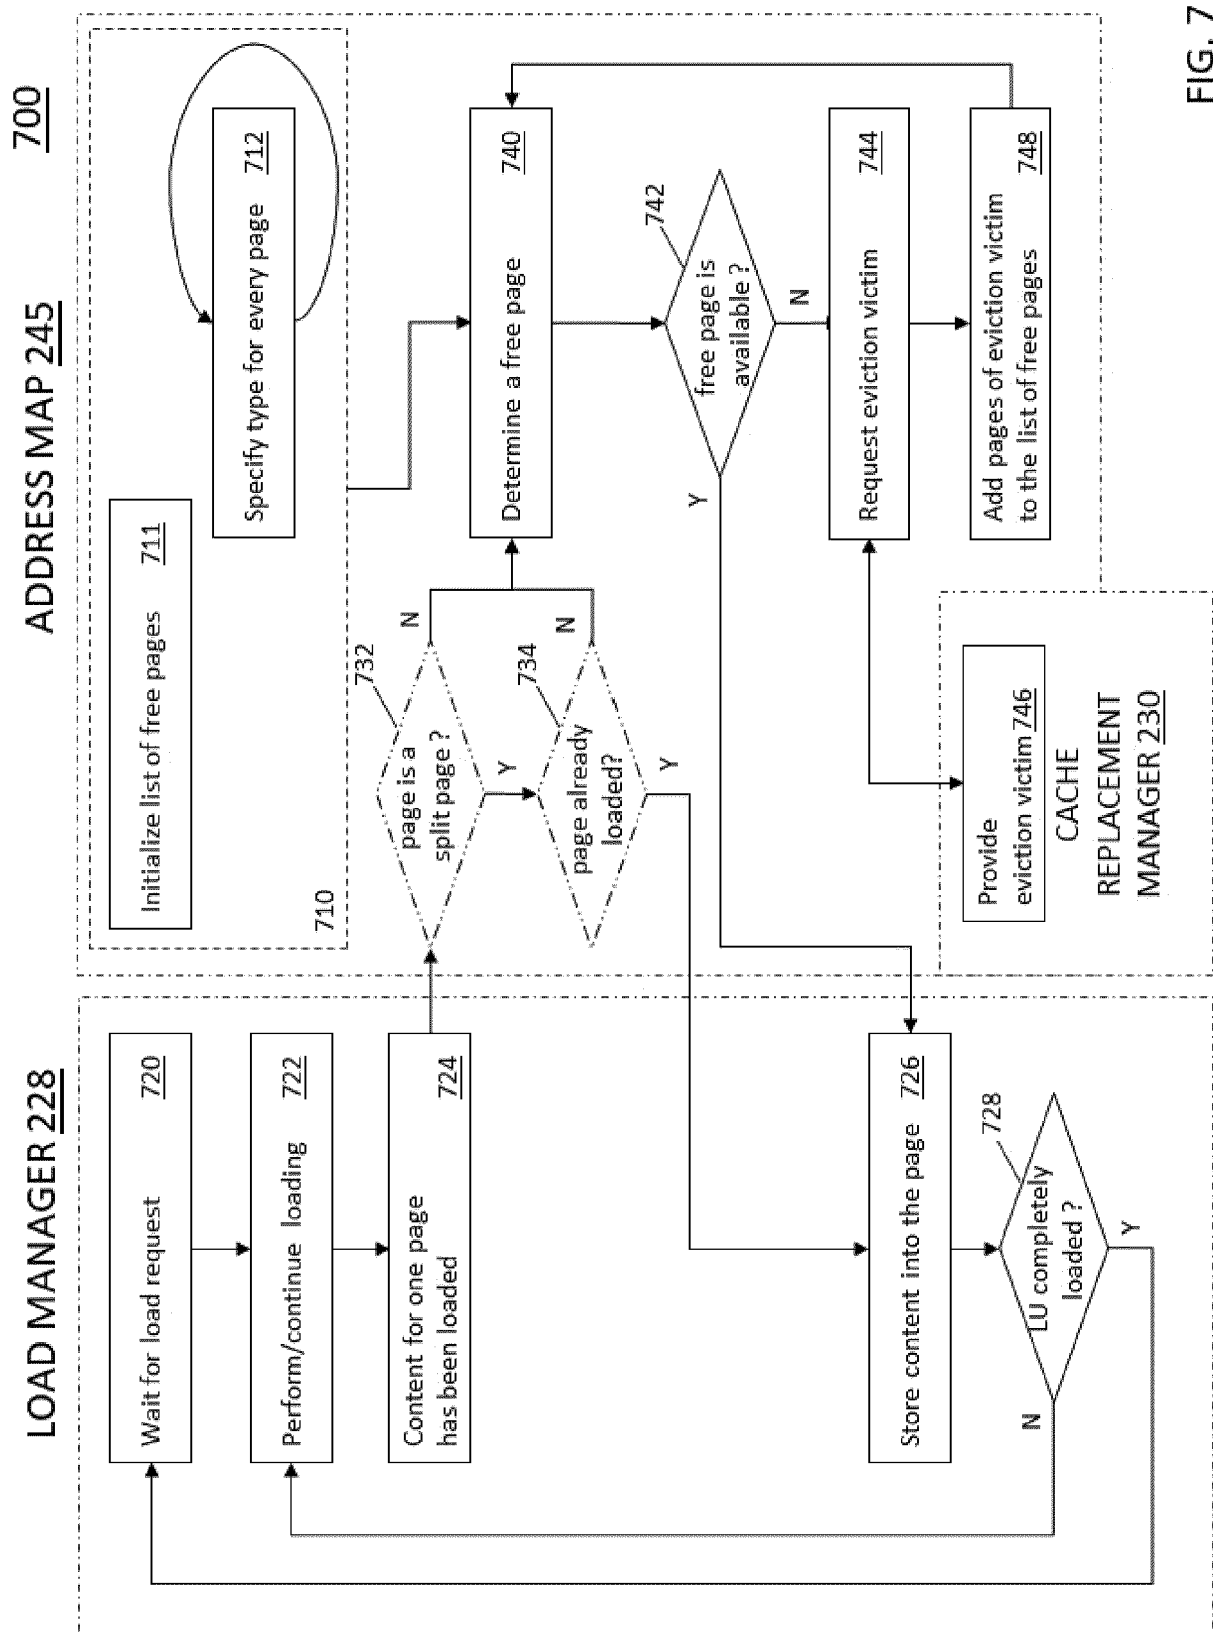 700
LOAD MANAGER 228
ADDRESS MAP 245
Initialize list of free pages 711
Specify type for every page 712
710
Wait for load request 720
Perform/continue loading 722
Content for one page 724
has been loaded
page is a
split page ?
732
N
Y
page already
loaded?
734
N
Y
Determine a free page 740
free page is
available ?
742
Y
N
Request eviction victim 744
Add pages of eviction victim
to the list of free pages 748
Provide
eviction victim 746
CACHE
REPLACEMENT
MANAGER 230
Store content into the page 726
LU completely
loaded ?
728
N
Y
FIG. 7